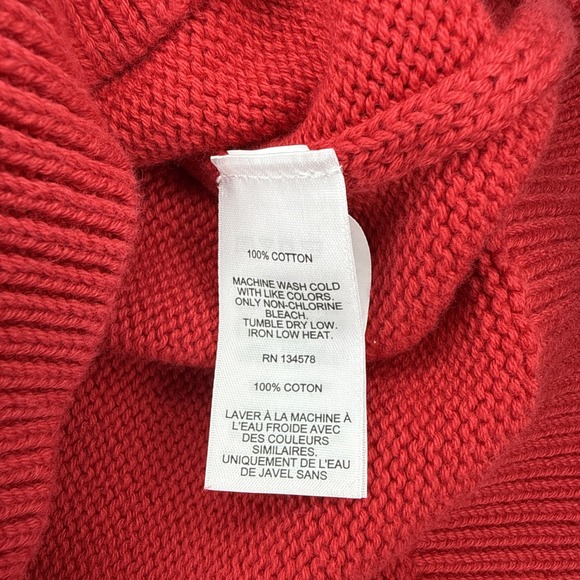 100% COTTON
MACHINE WASH COLD
WITH LIKE COLORS.
ONLY NON-CHLORINE
BLEACH.
TUMBLE DRY LOW.
IRON LOW HEAT.
RN 134578
100% COTON
LAVER À LA MACHINE À
L'EAU FROIDE AVEC
DES COULEURS
SIMILAIRES.
UNIQUEMENT DE L'EAU
DE JAVEL SANS